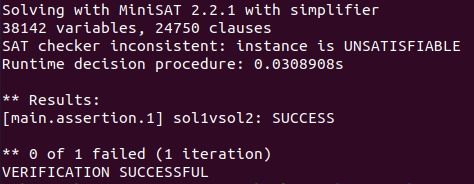 Solving with MiniSAT 2.2.1 with simplifier
38142 variables, 24750 clauses
SAT checker inconsistent: instance is UNSATISFIABLE
Runtime decision procedure: 0.0308908s
** Results:
[main.assertion.1] sol1vsol2: SUCCESS
** 0 of 1 failed (1 iteration)
VERIFICATION SUCCESSFUL